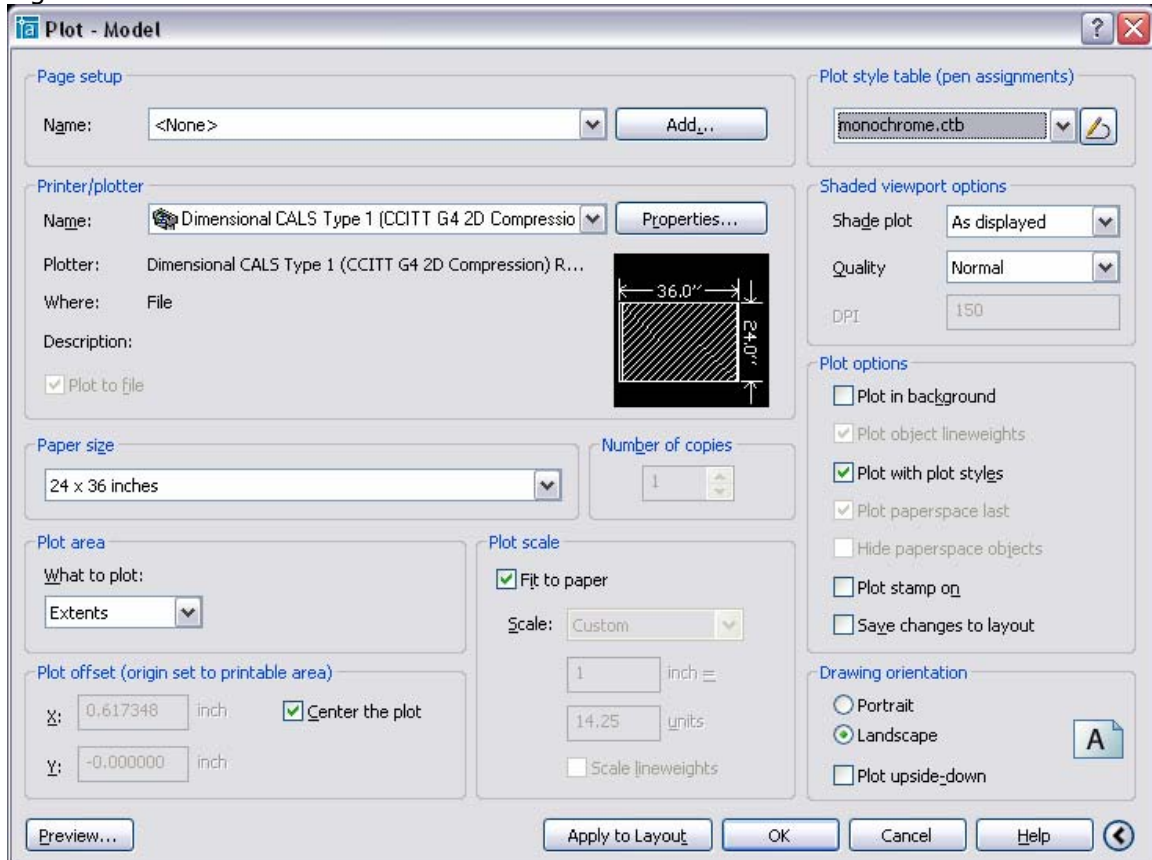 Plot - Model
Page setup
Name: <None> Add...
Printer/plotter
Name: Dimensional CALS Type 1 (CCITT G4 2D Compressio Properties...
Plotter: Dimensional CALS Type 1 (CCITT G4 2D Compression) R...
Where: File
Description:
Plot to file
36.0"
24.0"
Paper size
24 x 36 inches
Number of copies
1
Plot area
What to plot:
Extents
Plot scale
Fit to paper
Scale: Custom
1 inch =
14.25 units
Scale lineweights
Plot offset (origin set to printable area)
X: 0.617348 inch Center the plot
Y: -0.000000 inch
Plot style table (pen assignments)
monochrome.ctb
Shaded viewport options
Shade plot As displayed
Quality Normal
DPI 150
Plot options
Plot in background
Plot object lineweights
Plot with plot styles
Plot paperspace last
Hide paperspace objects
Plot stamp on
Save changes to layout
Drawing orientation
Portrait
Landscape
A
Plot upside-down
Preview... Apply to Layout OK Cancel Help